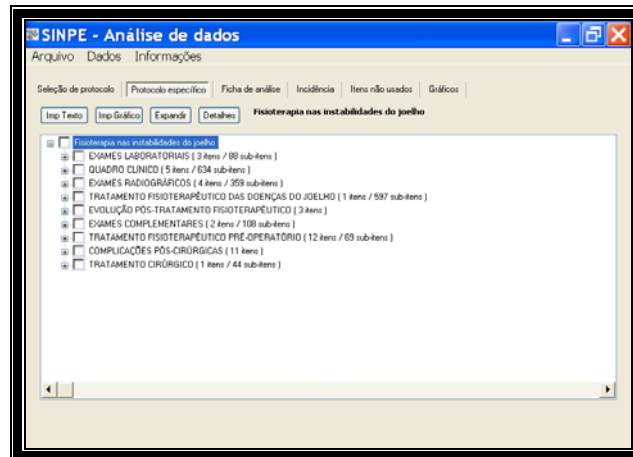 SINPE - Análise de dados
Arquivo Dados Informações
Seleção de protocolo Protocolo específico Ficha de análise Incidência Itens não usados Gráficos
Imp Texto Imp Gráfico Expandir Detalhes Fisioterapia nas instabilidades do joelho
Fisioterapia nas instabilidades do joelho
EXAMES LABORATORIAIS ( 3 itens / 88 sub-itens )
QUADRO CLÍNICO ( 5 itens / 634 sub-itens )
EXAMES RADIOGRÁFICOS ( 4 itens / 359 sub-itens )
TRATAMENTO FISIOTERAPÊUTICO DAS DOENÇAS DO JOELHO ( 1 itens / 597 sub-itens )
EVOLUÇÃO PÓS-TRATAMENTO FISIOTERAPÊUTICO ( 3 itens )
EXAMES COMPLEMENTARES ( 2 itens / 108 sub-itens )
TRATAMENTO FISIOTERAPÊUTICO PRÉ-OPERATÓRIO ( 12 itens / 69 sub-itens )
COMPLICAÇÕES PÓS-CIRÚRGICAS ( 11 itens )
TRATAMENTO CIRÚRGICO ( 1 itens / 44 sub-itens )